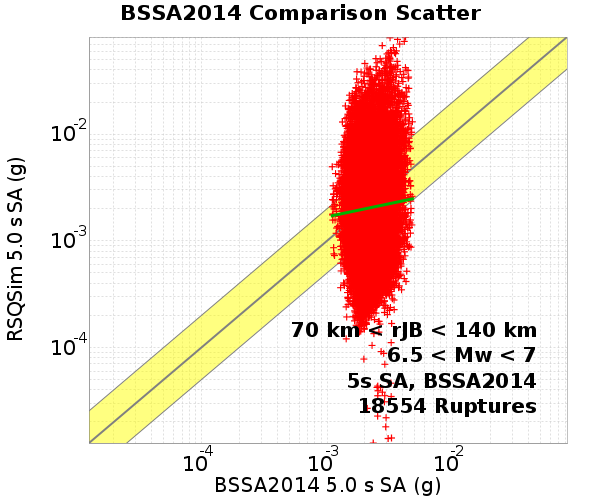 BSSA2014 Comparison Scatter
RSQSim 5.0 s SA (g)
10-2
10-3
10-4
70 km < rJB < 140 km
6.5 < Mw < 7
5s SA, BSSA2014
18554 Ruptures
10-4 10-3 10-2
BSSA2014 5.0 s SA (g)